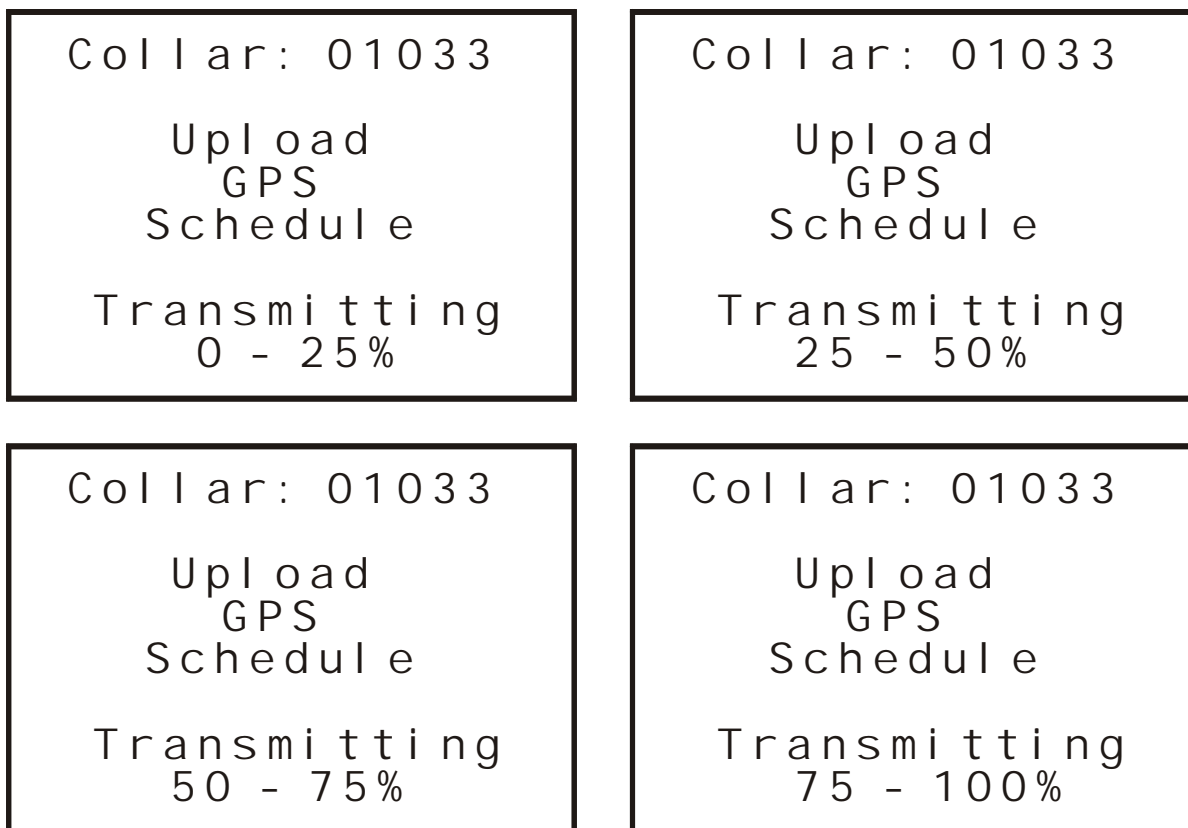 Collar: 01033
Upload
GPS
Schedule
Transmitting
0 - 25%
Collar: 01033
Upload
GPS
Schedule
Transmitting
25 - 50%
Collar: 01033
Upload
GPS
Schedule
Transmitting
50 - 75%
Collar: 01033
Upload
GPS
Schedule
Transmitting
75 - 100%